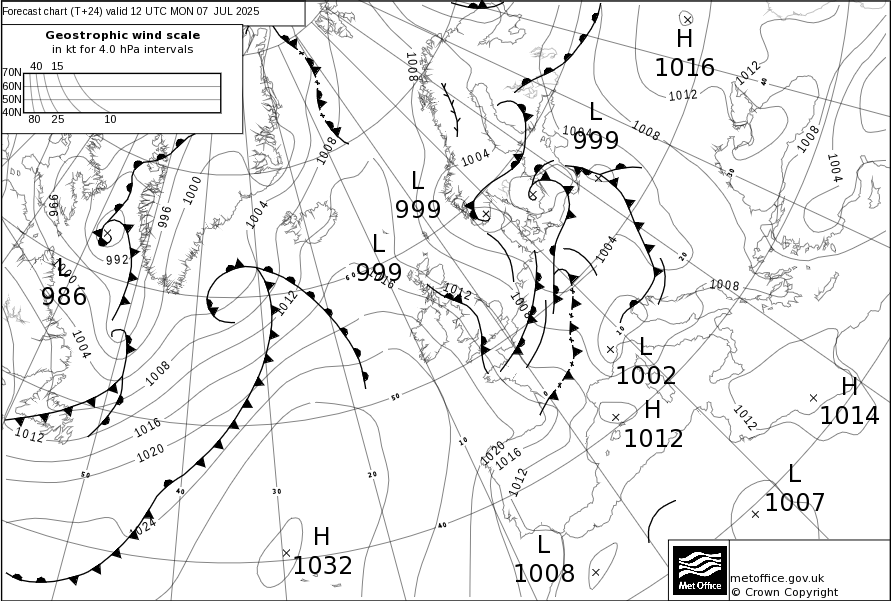 Forecast chart (T+24) valid 12 UTC MON 07 JUL 2025
Geostrophic wind scale
in kt for 4.0 hPa intervals
40 15
70N
60N
50N
40N
80 25 10
H
1016
1012
1012
40
1008
1008
L
999
1004
1008
1008
1004
1004
30
L
999
996
996
1000
1004
L
999
992
1000
L
986
1004
20
60
1016
1012
1012
1008
1008
1004
10
L
1002
1008
50
0
H
1012
H
1014
1012
1012
1016
1020
10
1020
1016
1012
50
40
30
20
L
1007
1024
40
H
1032
L
1008
Met Office
metoffice.gov.uk
© Crown Copyright